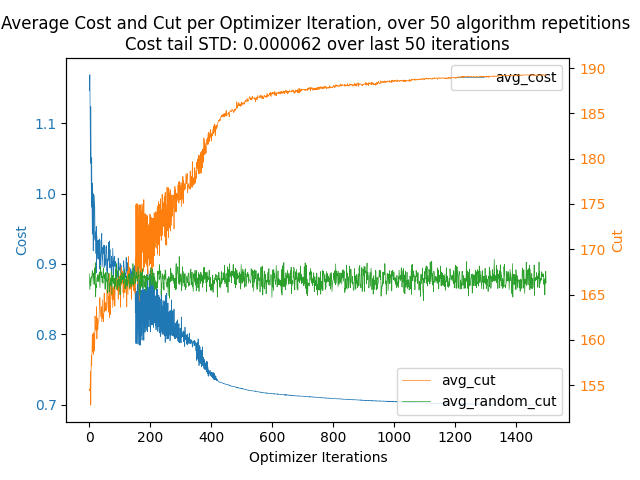 Average Cost and Cut per Optimizer Iteration, over 50 algorithm repetitions
Cost tail STD: 0.000062 over last 50 iterations
avg_cost
1.1
1.0
0.9
0.8
0.7
Cost
190
185
180
175
170
165
160
155
Cut
avg_cut
avg_random_cut
0
200
400
600
800
1000
1200
1400
Optimizer Iterations